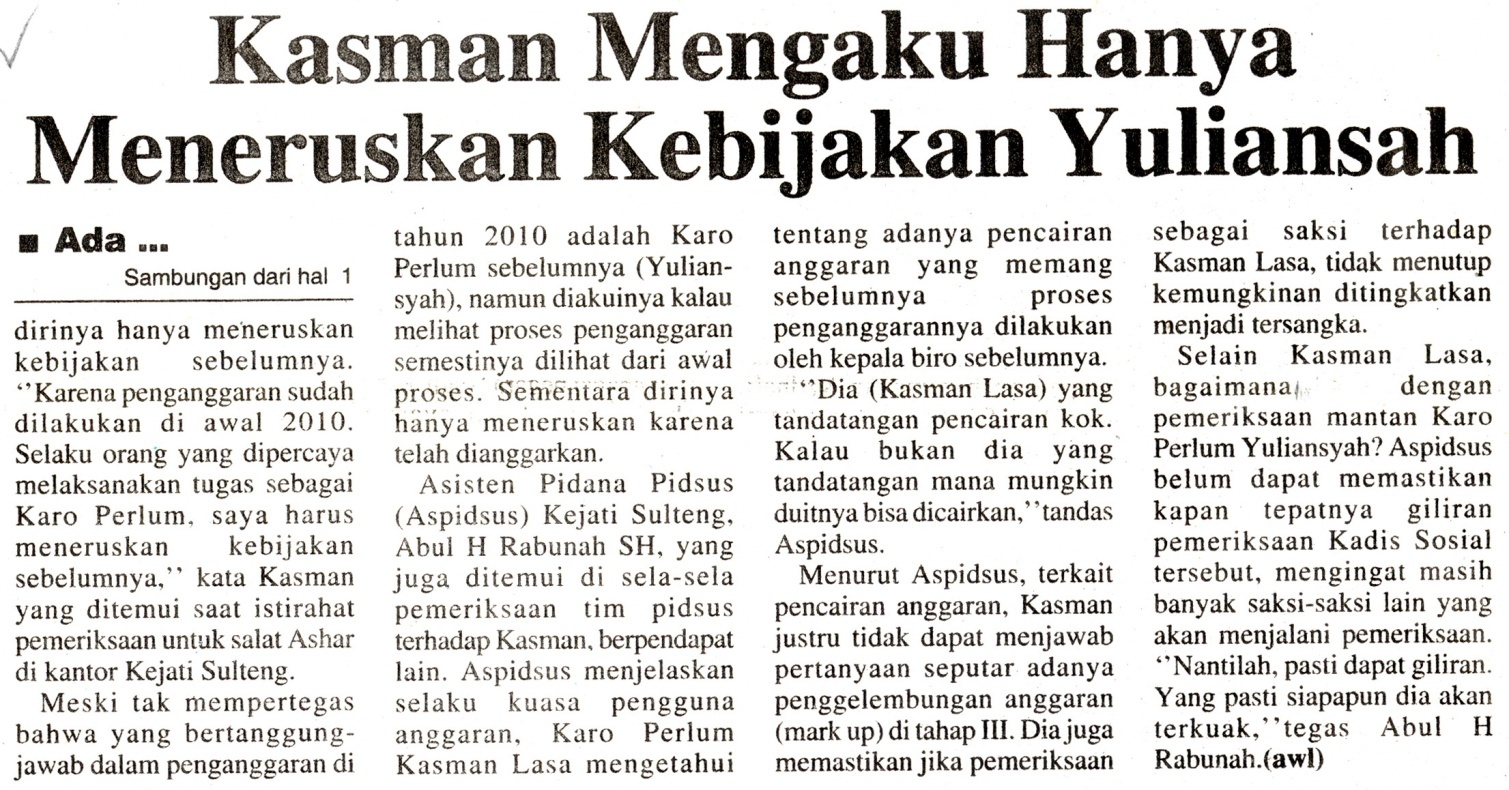 Kasman Mengaku Hanya
Meneruskan Kebijakan Yuliansah
■ Ada ...
Sambungan dari hal 1
dirinya hanya meneruskan
kebijakan sebelumnya.
‘’Karena penganggaran sudah
dilakukan di awal 2010.
Selaku orang yang dipercaya
melaksanakan tugas sebagai
Karo Perlum, saya harus
meneruskan kebijakan
sebelumnya,’’ kata Kasman
yang ditemui saat istirahat
pemeriksaan untuk salat Ashar
di kantor Kejati Sulteng.
Meski tak mempertegas
bahwa yang bertanggung-
jawab dalam penganggaran di
tahun 2010 adalah Karo
Perlum sebelumnya (Yulian-
syah), namun diakuinya kalau
melihat proses penganggaran
semestinya dilihat dari awal
proses. Sementara dirinya
hanya meneruskan karena
telah dianggarkan.
Asisten Pidana Pidsus
(Aspidsus) Kejati Sulteng,
Abul H Rabunah SH, yang
juga ditemui di sela-sela
pemeriksaan tim pidsus
terhadap Kasman, berpendapat
lain. Aspidsus menjelaskan
selaku kuasa pengguna
anggaran, Karo Perlum
Kasman Lasa mengetahui
tentang adanya pencairan
anggaran yang memang
sebelumnya proses
penganggarannya dilakukan
oleh kepala biro sebelumnya.
‘’Dia (Kasman Lasa) yang
tandatangan pencairan kok.
Kalau bukan dia yang
tandatangan mana mungkin
duitnya bisa dicairkan,’’tandas
Aspidsus.
Menurut Aspidsus, terkait
pencairan anggaran, Kasman
justru tidak dapat menjawab
pertanyaan seputar adanya
penggelembungan anggaran
(mark up) di tahap III. Dia juga
memastikan jika pemeriksaan
sebagai saksi terhadap
Kasman Lasa, tidak menutup
kemungkinan ditingkatkan
menjadi tersangka.
Selain Kasman Lasa,
bagaimana dengan
pemeriksaan mantan Karo
Perlum Yuliansyah? Aspidsus
belum dapat memastikan
kapan tepatnya giliran
pemeriksaan Kadis Sosial
tersebut, mengingat masih
banyak saksi-saksi lain yang
akan menjalani pemeriksaan.
‘’Nantilah, pasti dapat giliran.
Yang pasti siapapun dia akan
terkuak,’’tegas Abul H
Rabunah.(awl)